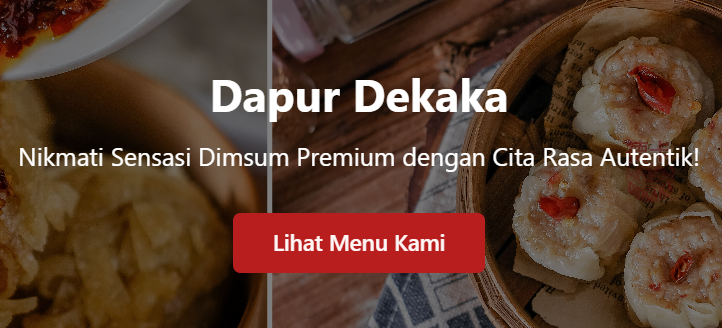 Dapur Dekaka
Nikmati Sensasi Dimsum Premium dengan Cita Rasa Autentik!
Lihat Menu Kami